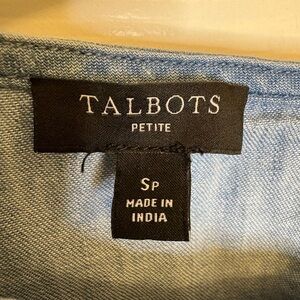 TALBOTS
PETITE
SP
MADE IN
INDIA